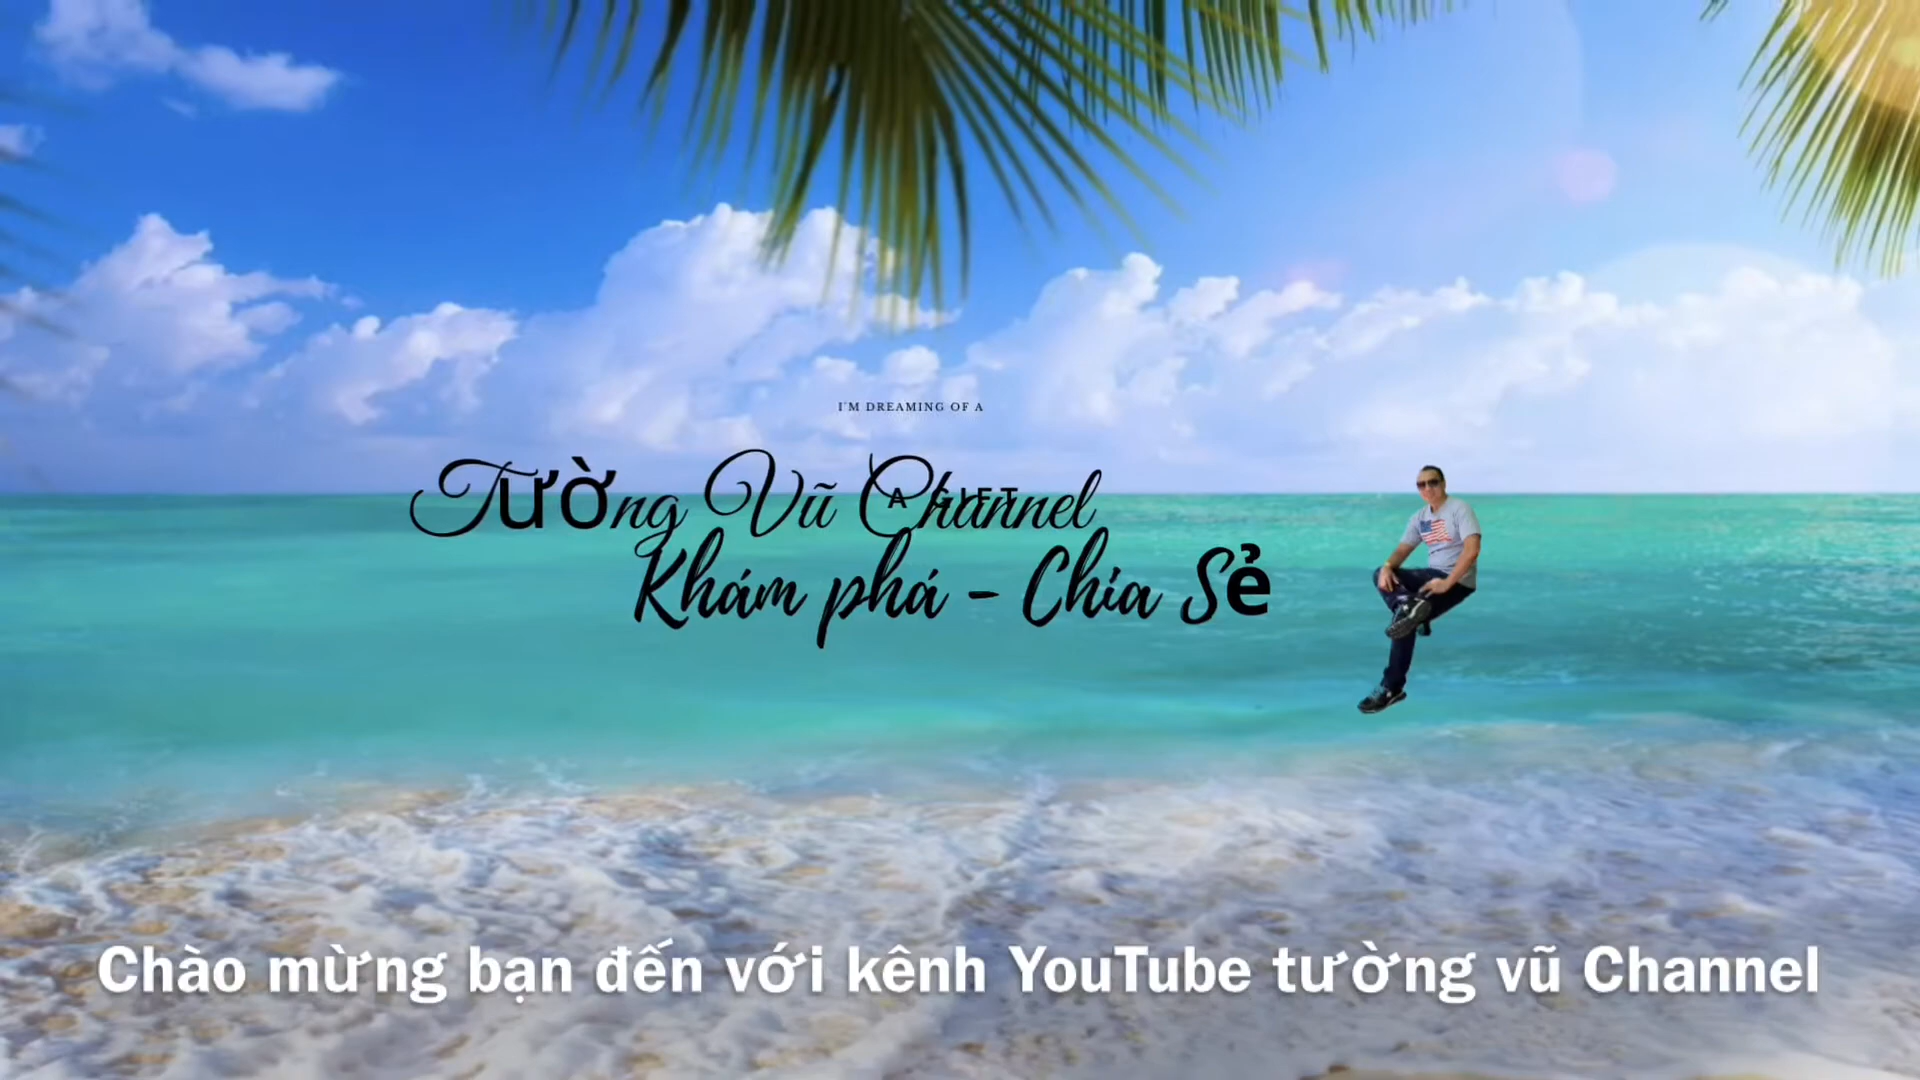 I'M DREAMING OF A
Tường Vũ Channel
A GIFT
Khám phá - Chia Sẻ
Chào mừng bạn đến với kênh YouTube tường vũ Channel